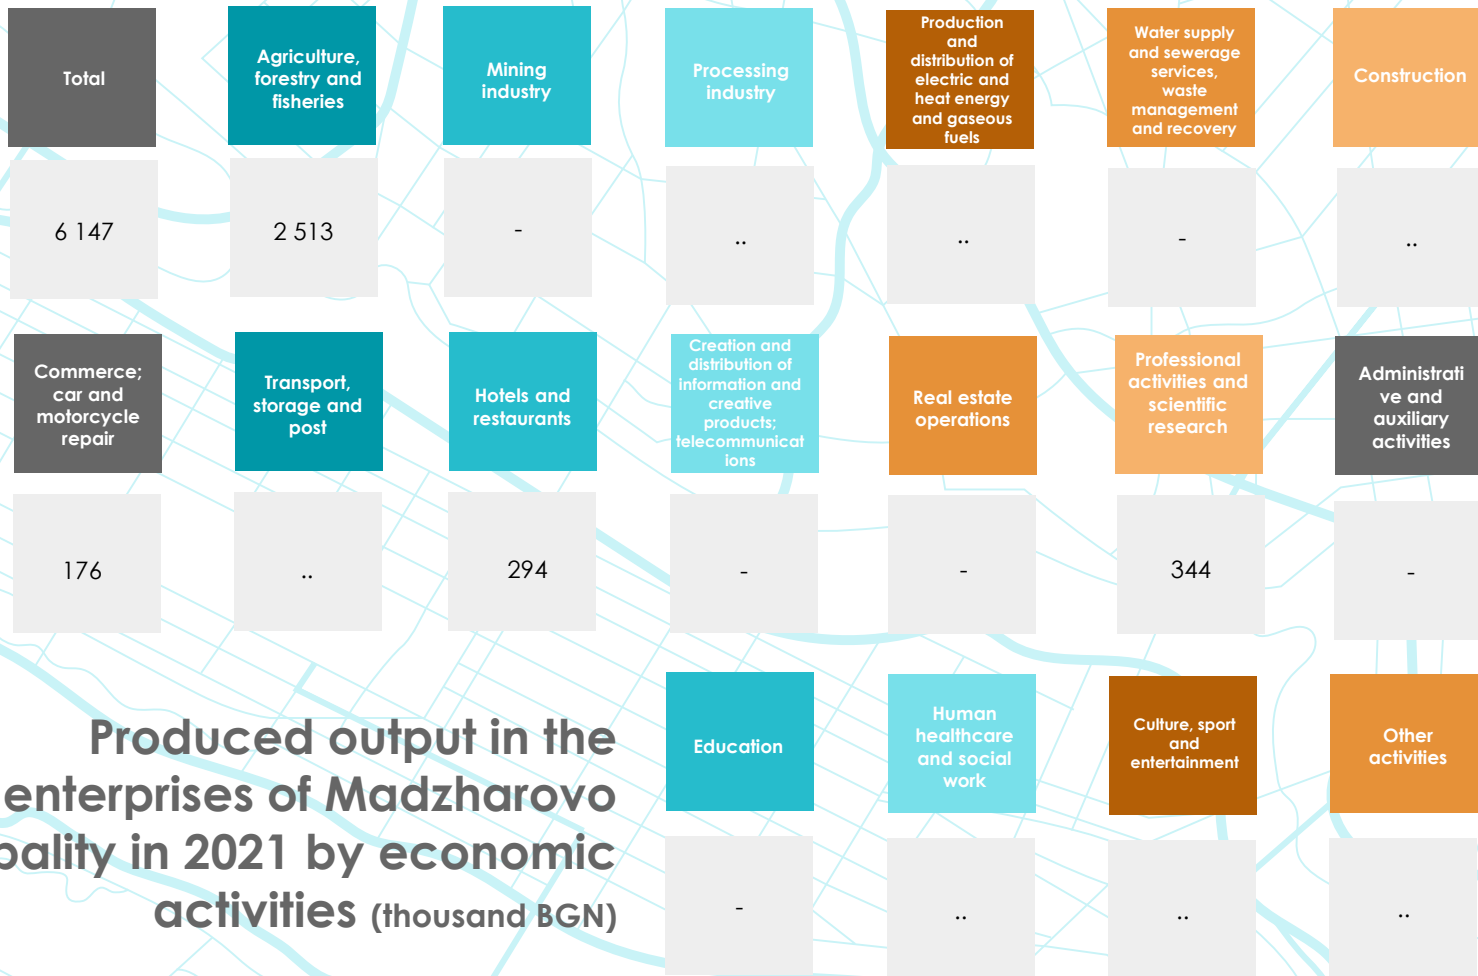 Total
Agriculture,
forestry and
fisheries
Mining
industry
Processing
industry
Production
and
distribution of
electric and
heat energy
and gaseous
fuels
Water supply
and sewerage
services,
waste
management
and recovery
Construction
6 147
2 513
-
..
..
-
..
Commerce;
car and
motorcycle
repair
Transport,
storage and
post
Hotels and
restaurants
Creation and
distribution of
information and
creative
products;
telecommunicat
ions
Real estate
operations
Professional
activities and
scientific
research
Administrati
ve and
auxiliary
activities
176
..
294
-
-
344
-
Education
Human
healthcare
and social
work
Culture, sport
and
entertainment
Other
activities
-
..
..
..
Produced output in the
enterprises of Madzharovo
pality in 2021 by economic
activities (thousand BGN)